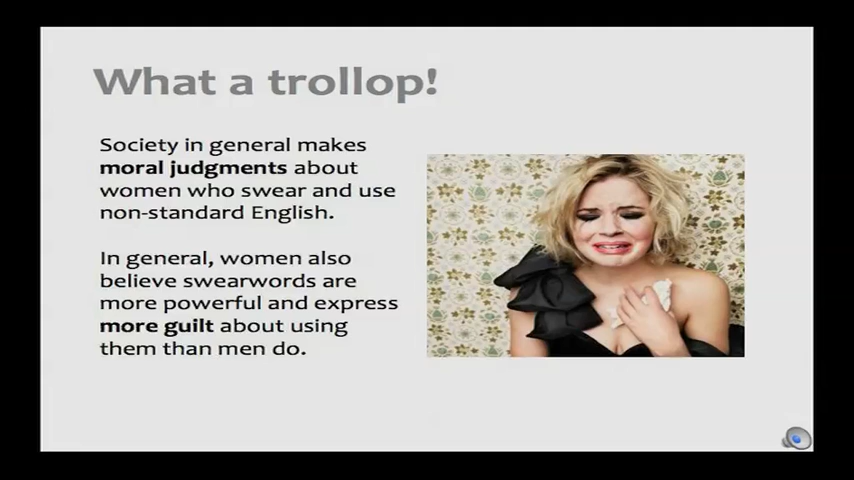 What a trollop!
Society in general makes
moral judgments about
women who swear and use
non-standard English.
In general, women also
believe swearwords are
more powerful and express
more guilt about using
them than men do.